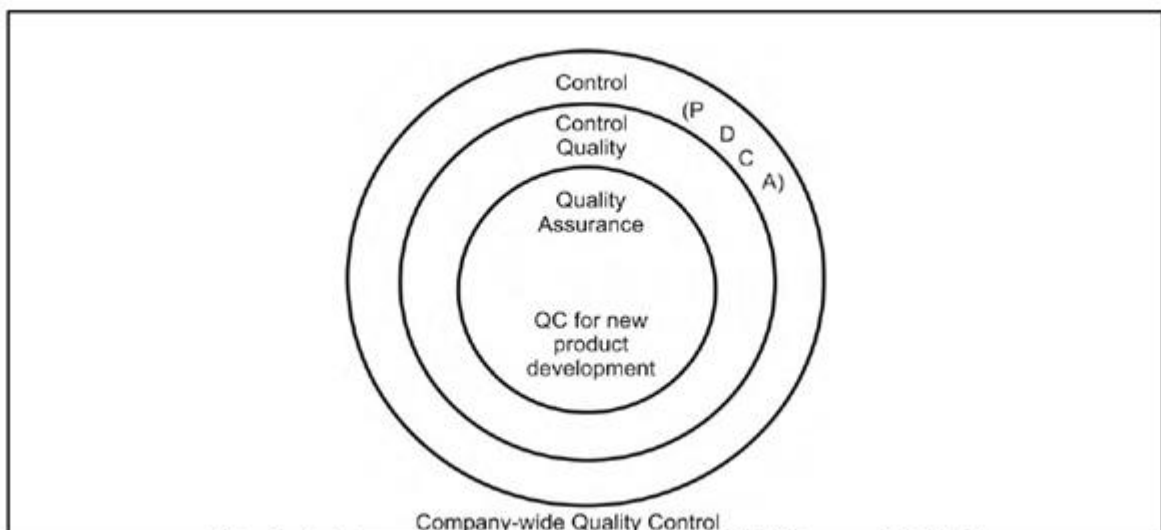 Control
(P
D
C
A)
Control
Quality
Quality
Assurance
QC for new
product
development
Company-wide Quality Control